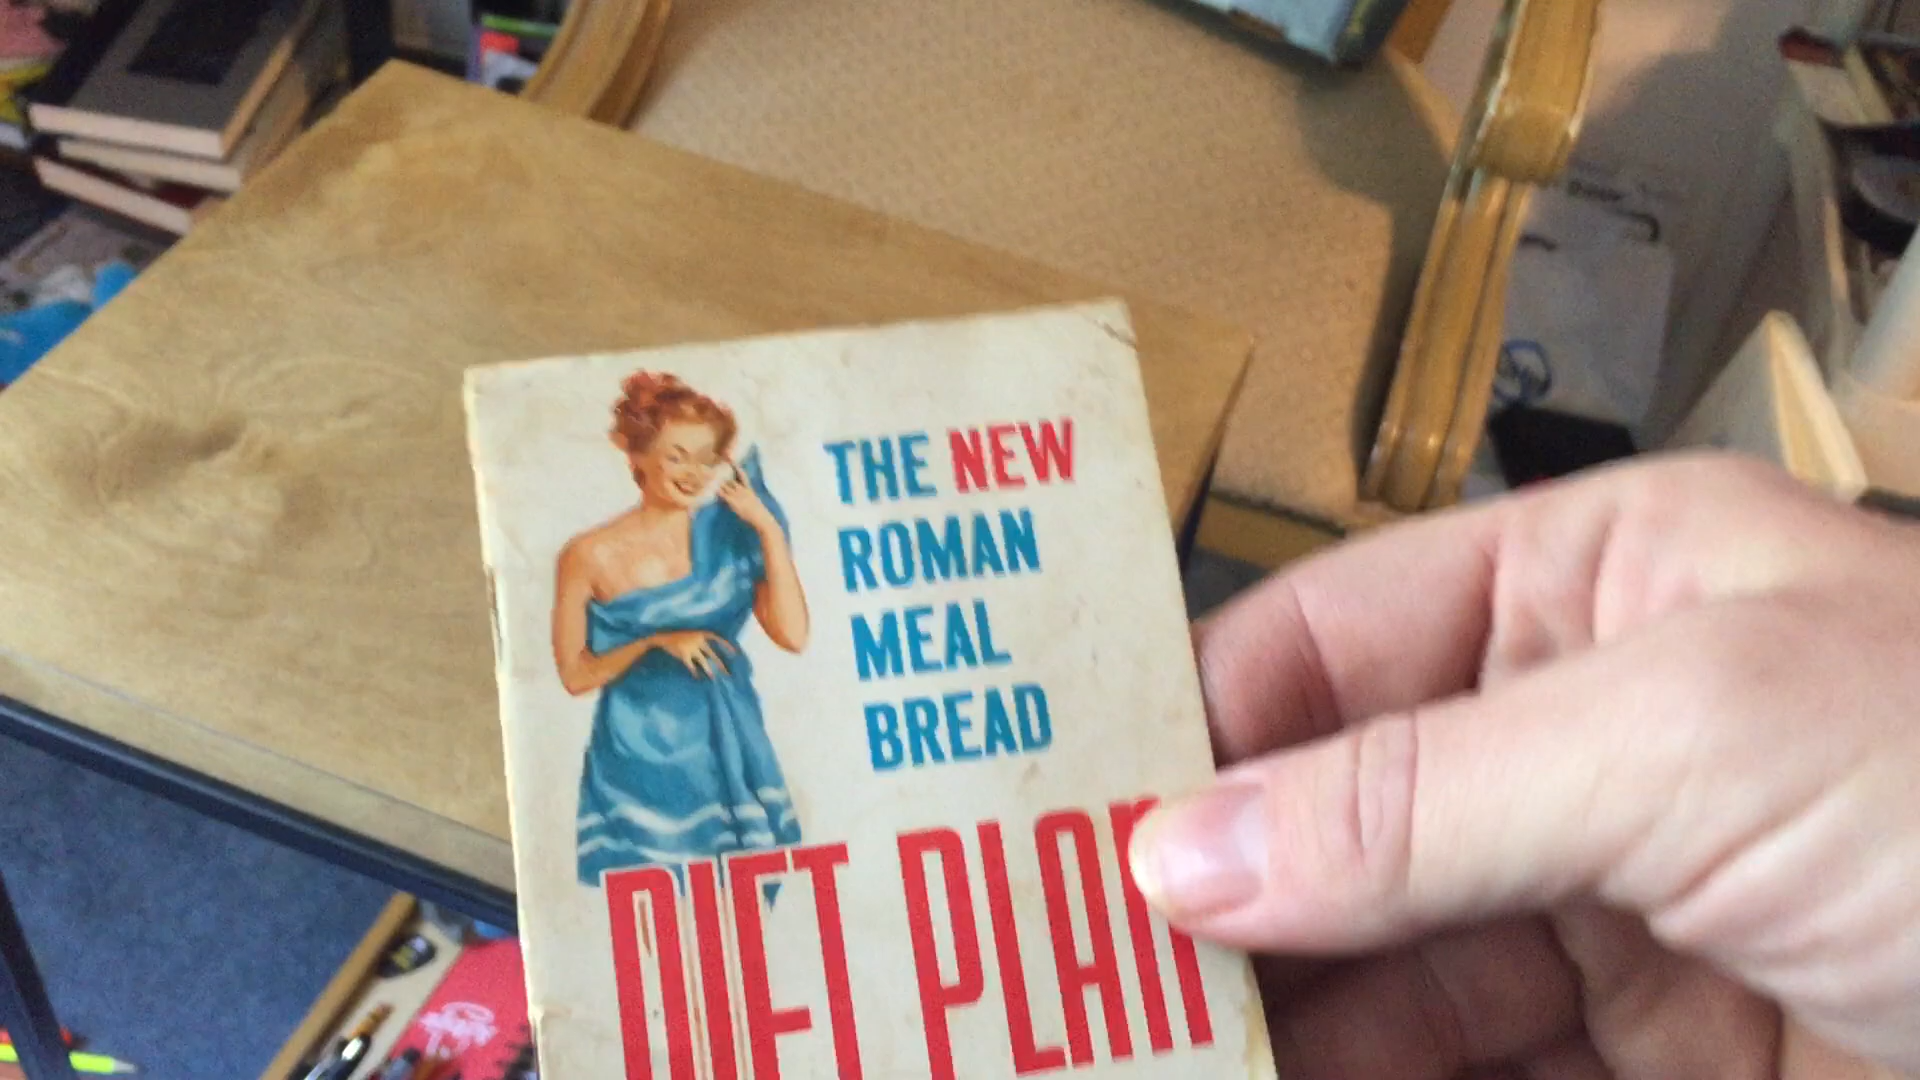 THE NEW
ROMAN
MEAL
BREAD
DIET PLAN